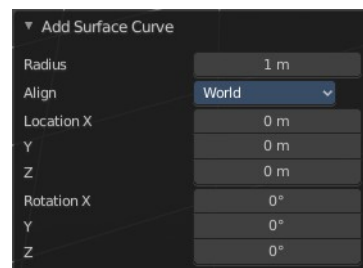 ▼ Add Surface Curve
Radius 1 m
Align World
Location X 0 m
Y 0 m
Z 0 m
Rotation X 0°
Y 0°
Z 0°